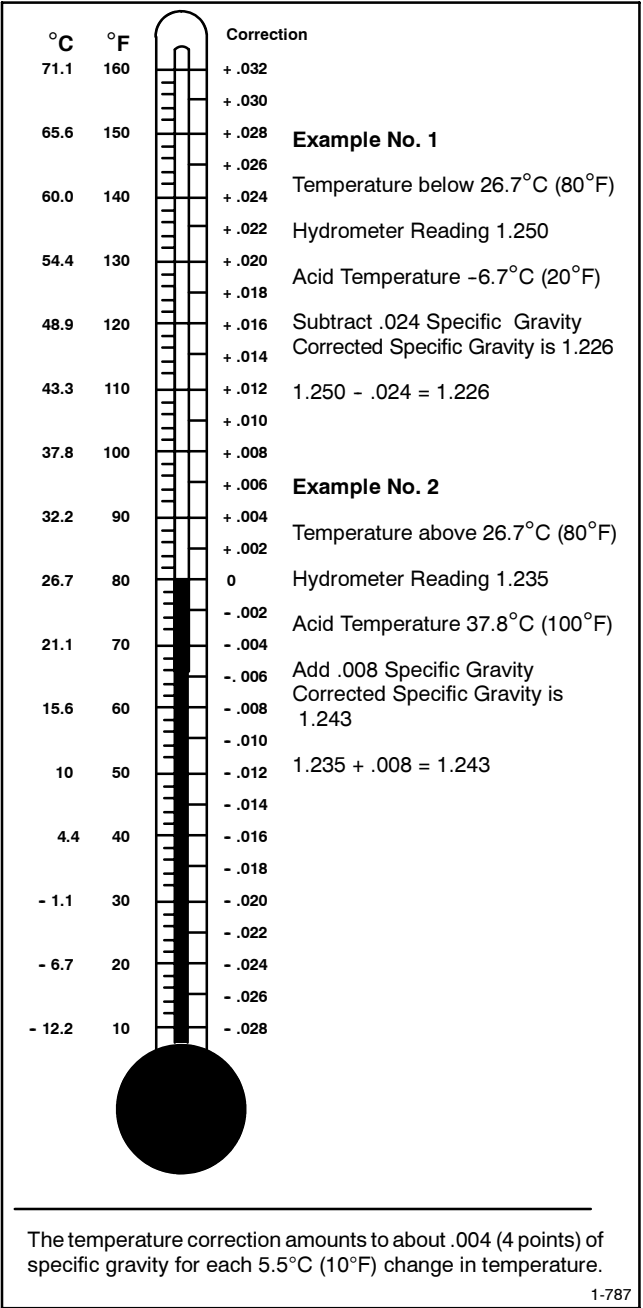 °C °F Correction
71.1 160 + .032
+ .030
65.6 150 + .028
+ .026
60.0 140 + .024
+ .022
54.4 130 + .020
+ .018
48.9 120 + .016
+ .014
43.3 110 + .012
+ .010
37.8 100 + .008
+ .006
32.2 90 + .004
+ .002
26.7 80 0
- .002
21.1 70 - .004
-. 006
15.6 60 - .008
- .010
10 50 - .012
- .014
4.4 40 - .016
- .018
- 1.1 30 - .020
- .022
- 6.7 20 - .024
- .026
- 12.2 10 - .028
Example No. 1
Temperature below 26.7°C (80°F)
Hydrometer Reading 1.250
Acid Temperature -6.7°C (20°F)
Subtract .024 Specific Gravity
Corrected Specific Gravity is 1.226
1.250 - .024 = 1.226
Example No. 2
Temperature above 26.7°C (80°F)
Hydrometer Reading 1.235
Acid Temperature 37.8°C (100°F)
Add .008 Specific Gravity
Corrected Specific Gravity is
1.243
1.235 + .008 = 1.243
The temperature correction amounts to about .004 (4 points) of
specific gravity for each 5.5°C (10°F) change in temperature.
1-787